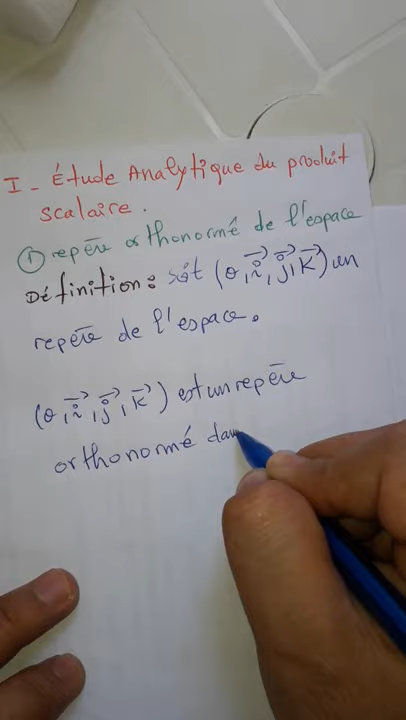 I - Étude Analytique du produit
scalaire.
① repère orthonormé de l'espace
Définition: soit (o, i⃗, j⃗, k⃗) un
repère de l'espace.
(o, i⃗, j⃗, k⃗) est un repère
orthonormé dan